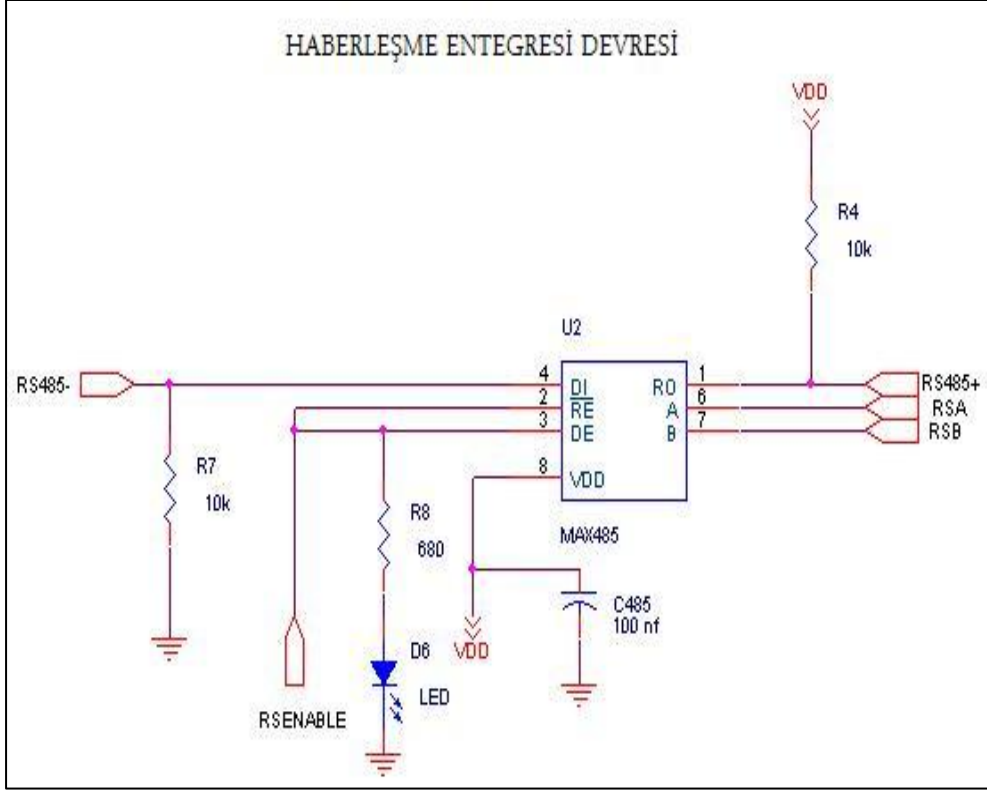 HABERLEŞME ENTEGRESİ DEVRESİ
VDD
R4
10k
U2
RS485-
4
DI
RO
1
RS485+
2
RE
A
6
RSA
3
DE
B
7
RSB
8
VDD
R7
10k
R8
680
MAX485
C485
100 nf
VDD
D6
LED
RSENABLE